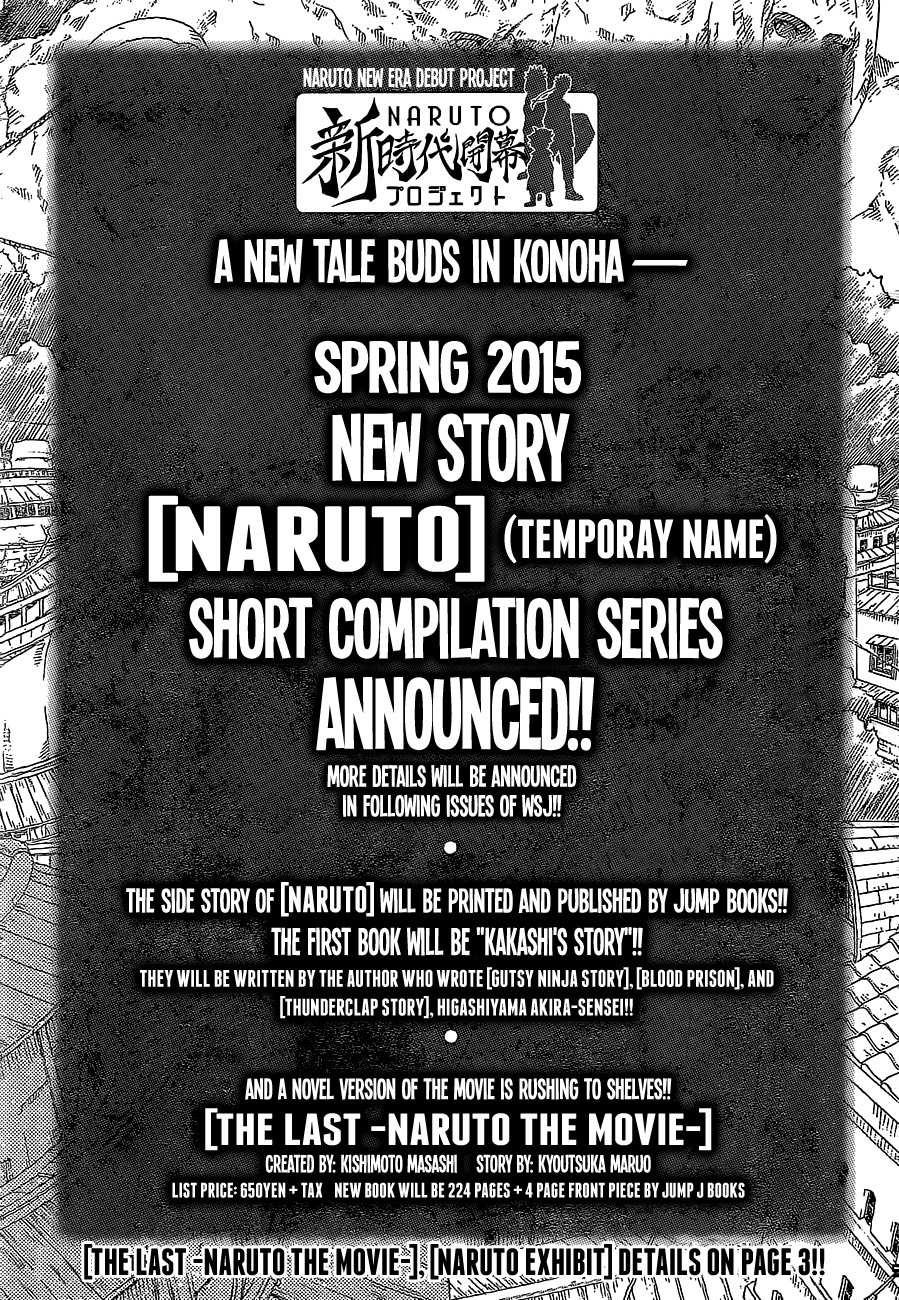 NARUTO NEW ERA DEBUT PROJECT
NARUTO
新時代開幕
プロジェクト
A NEW TALE BUDS IN KONOHA —
SPRING 2015
NEW STORY
[NARUTO] (TEMPORAY NAME)
SHORT COMPILATION SERIES
ANNOUNCED!!
MORE DETAILS WILL BE ANNOUNCED
IN FOLLOWING ISSUES OF WSJ!!
THE SIDE STORY OF [NARUTO] WILL BE PRINTED AND PUBLISHED BY JUMP BOOKS!!
THE FIRST BOOK WILL BE "KAKASHI'S STORY"!!
THEY WILL BE WRITTEN BY THE AUTHOR WHO WROTE [GUTSY NINJA STORY], [BLOOD PRISON], AND
[THUNDERCLAP STORY], HIGASHIYAMA AKIRA-SENSEI!!
AND A NOVEL VERSION OF THE MOVIE IS RUSHING TO SHELVES!!
[THE LAST -NARUTO THE MOVIE-]
CREATED BY: KISHIMOTO MASASHI STORY BY: KYOUTSUKA MARUO
LIST PRICE: 650YEN + TAX NEW BOOK WILL BE 224 PAGES + 4 PAGE FRONT PIECE BY JUMP J BOOKS
[THE LAST -NARUTO THE MOVIE-], [NARUTO EXHIBIT] DETAILS ON PAGE 3!!